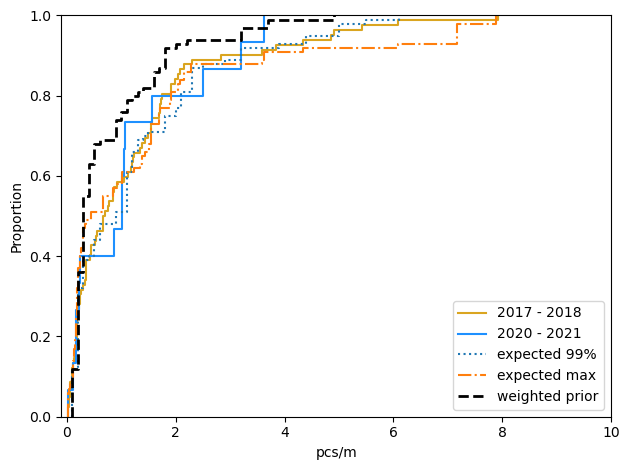 1.0
0.8
0.6
0.4
0.2
0.0
Proportion
0 2 4 6 8 10
pcs/m
2017 - 2018
2020 - 2021
expected 99%
expected max
weighted prior